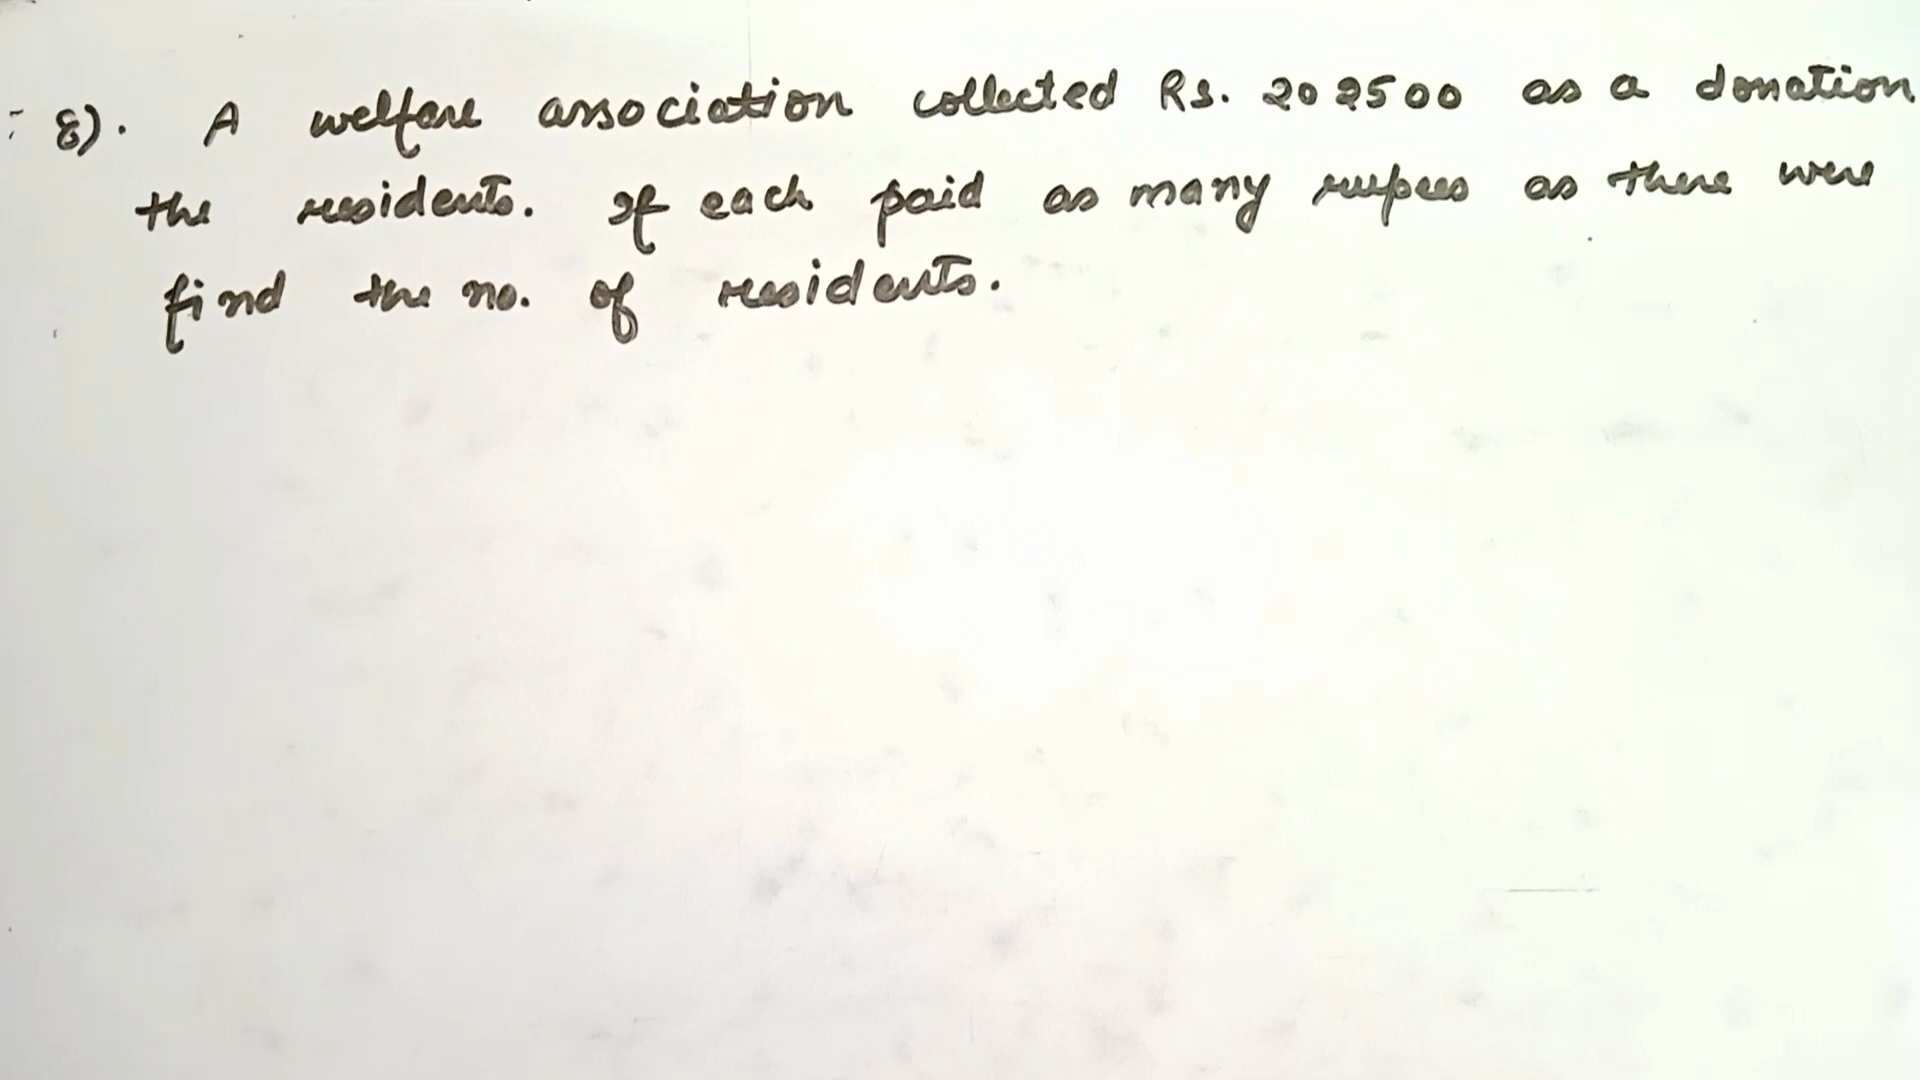 8). A welfare association collected Rs. 202500 as a donation
the residents. If each paid as many rupees as there were
find the no. of residents.